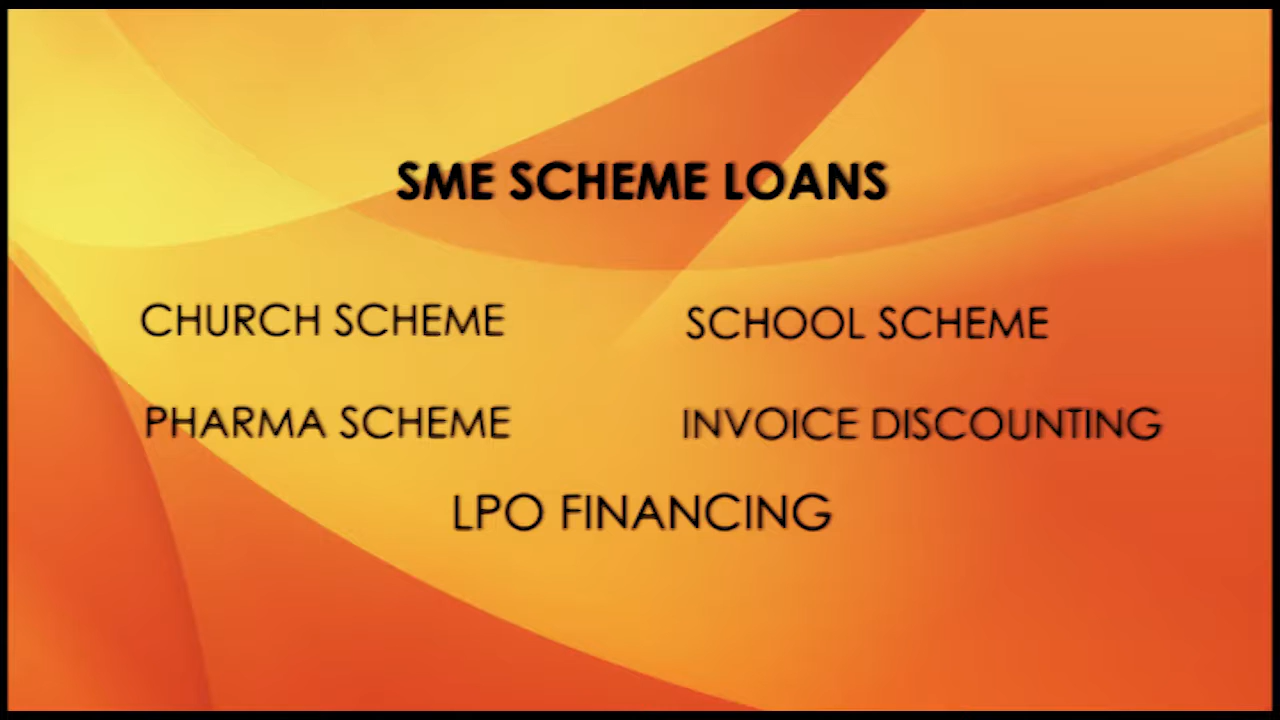 SME SCHEME LOANS
CHURCH SCHEME
SCHOOL SCHEME
PHARMA SCHEME
INVOICE DISCOUNTING
LPO FINANCING